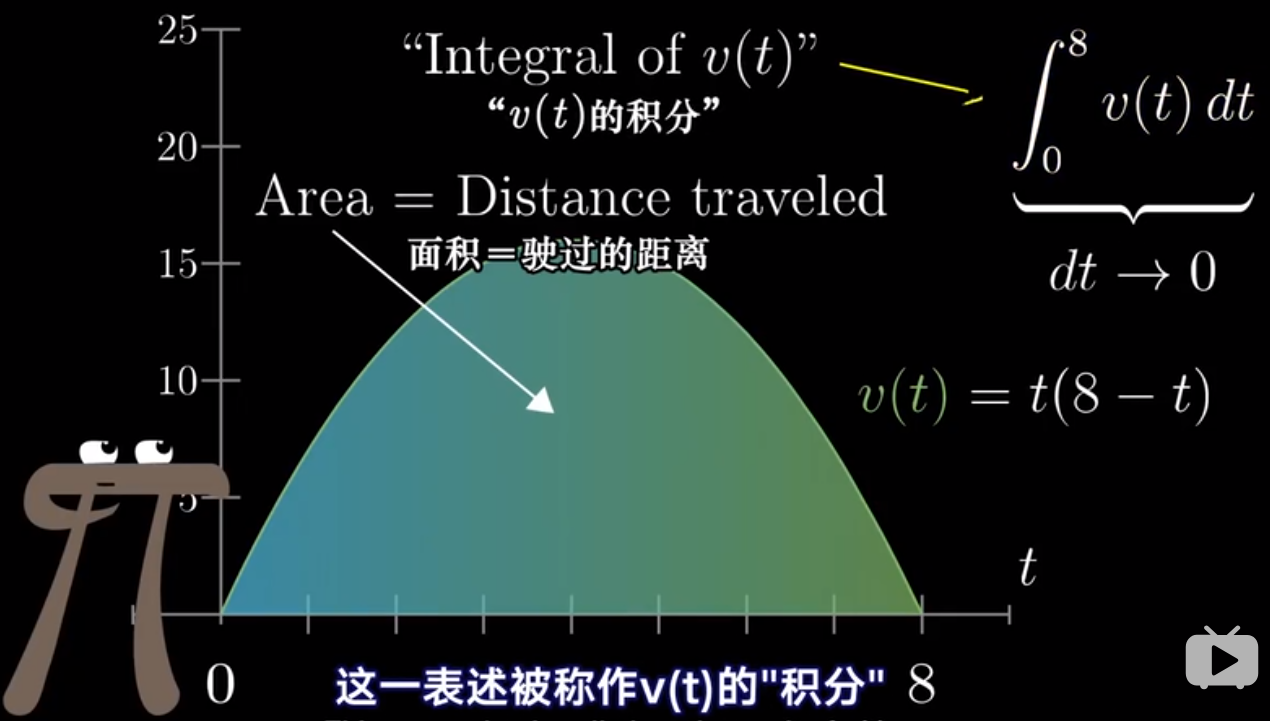 25
20
15
10
5
“Integral of v(t)”
“v(t)的积分”
Area = Distance traveled
面积=驶过的距离
∫₀⁸ v(t) dt
dt → 0
v(t) = t(8 − t)
t
0
8
这一表述被称作v(t)的"积分"